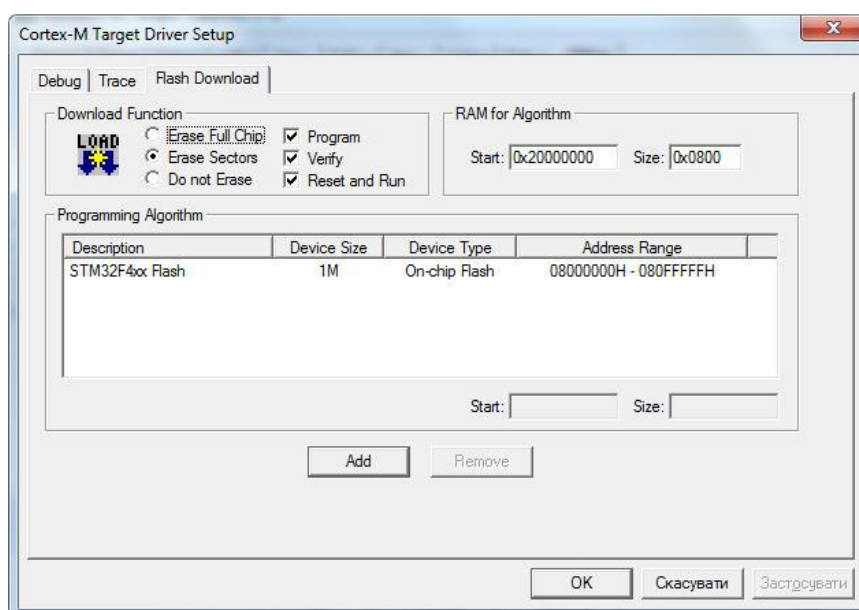 Cortex-M Target Driver Setup
Debug Trace Flash Download
Download Function
LOAD
Erase Full Chip
Erase Sectors
Do not Erase
Program
Verify
Reset and Run
RAM for Algorithm
Start: 0x20000000 Size: 0x0800
Programming Algorithm
Description Device Size Device Type Address Range
STM32F4xx Flash 1M On-chip Flash 08000000H - 080FFFFFH
Start: Size:
Add Remove
OK Скасувати Застосувати